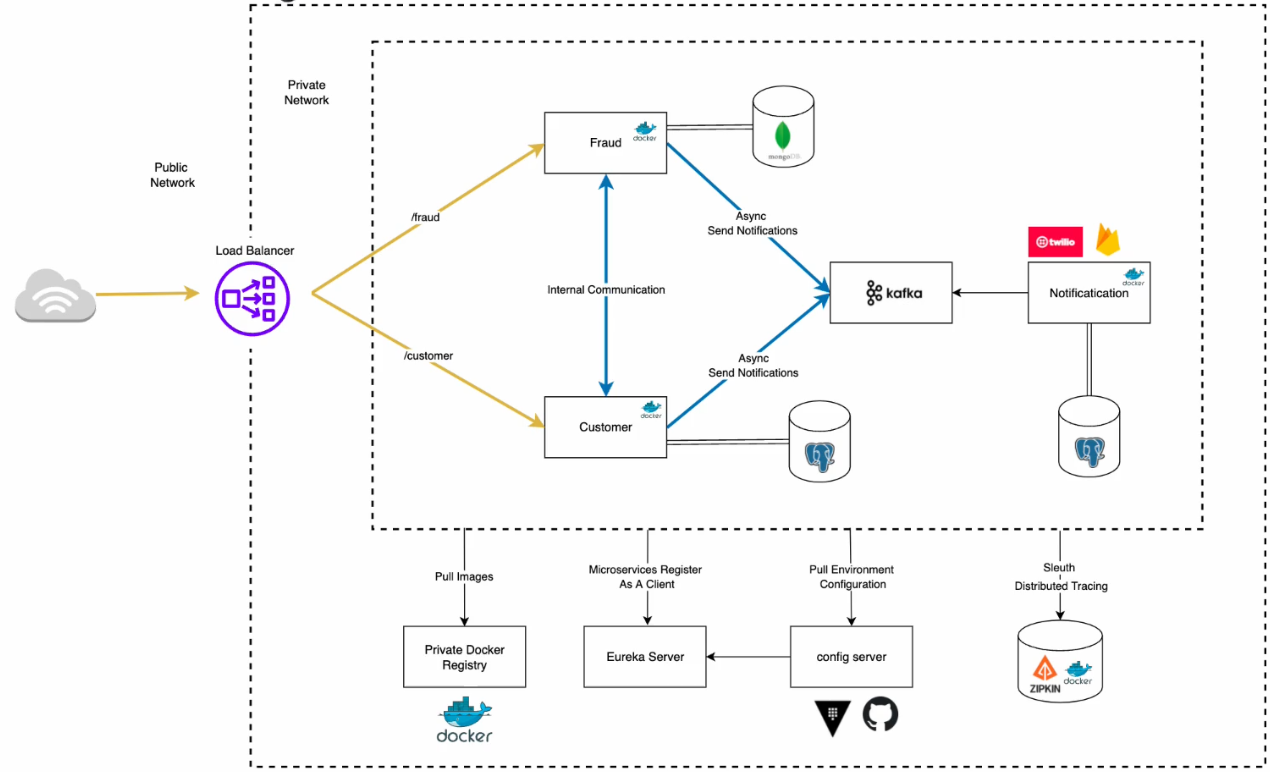 Private
Network
Public
Network
Load Balancer
/fraud
/customer
Fraud
docker
mongoDB
Internal Communication
Async
Send Notifications
Async
Send Notifications
Customer
docker
kafka
twilio
Notificatication
docker
Pull Images
Microservices Register
As A Client
Pull Environment
Configuration
Sleuth
Distributed Tracing
Private Docker
Registry
docker
Eureka Server
config server
ZIPKIN
docker